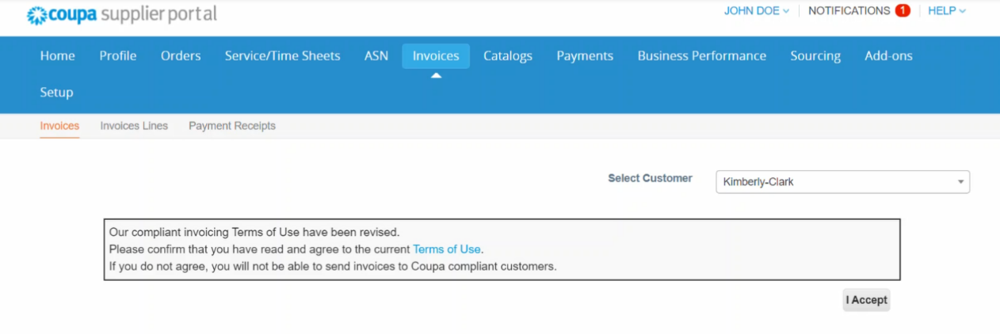 coupa supplier portal
JOHN DOE NOTIFICATIONS 1 HELP
Home Profile Orders Service/Time Sheets ASN Invoices Catalogs Payments Business Performance Sourcing Add-ons
Setup
Invoices Invoices Lines Payment Receipts
Select Customer Kimberly-Clark
Our compliant invoicing Terms of Use have been revised.
Please confirm that you have read and agree to the current Terms of Use.
If you do not agree, you will not be able to send invoices to Coupa compliant customers.
I Accept